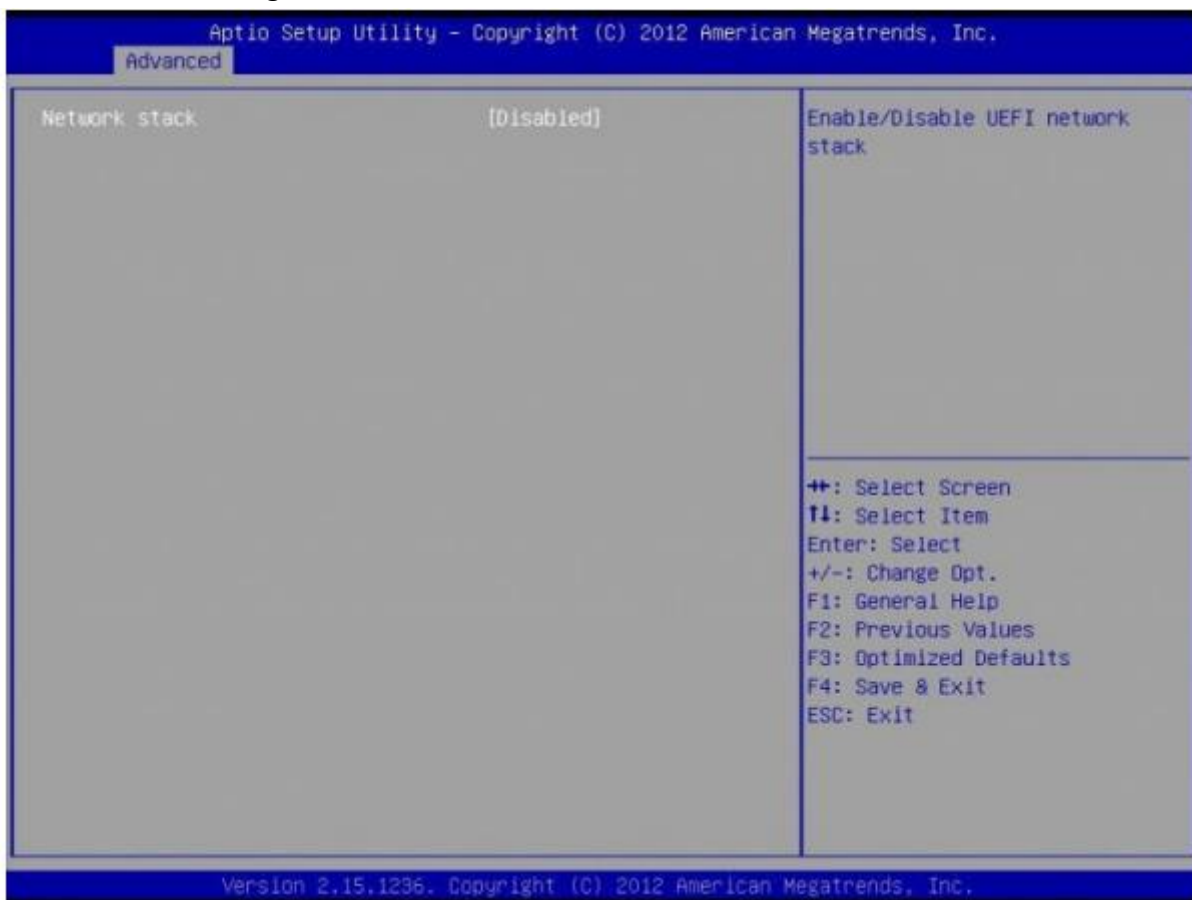 Aptio Setup Utility - Copyright (C) 2012 American Megatrends, Inc.
Advanced
Network stack [Disabled]
Enable/Disable UEFI network
stack
→←: Select Screen
↑↓: Select Item
Enter: Select
+/-: Change Opt.
F1: General Help
F2: Previous Values
F3: Optimized Defaults
F4: Save & Exit
ESC: Exit
Version 2.15.1236. Copyright (C) 2012 American Megatrends, Inc.